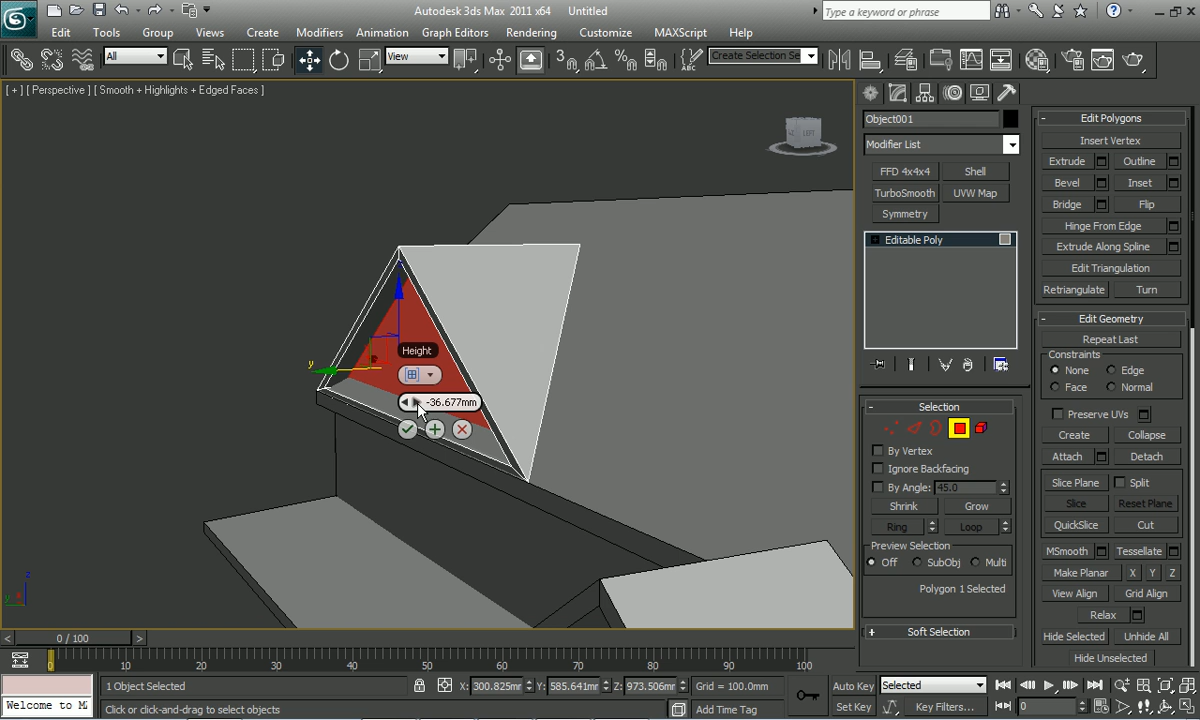 Autodesk 3ds Max 2011 x64 Untitled
Type a keyword or phrase
Edit Tools Group Views Create Modifiers Animation Graph Editors Rendering Customize MAXScript Help
All View 3 Create Selection Se
[ + ] [ Perspective ] [ Smooth + Highlights + Edged Faces ]
LEFT
Object001
Modifier List
FFD 4x4x4 Shell
TurboSmooth UVW Map
Symmetry
Editable Poly
Selection
By Vertex
Ignore Backfacing
By Angle: 45.0
Shrink Grow
Ring Loop
Preview Selection
Off SubObj Multi
Polygon 1 Selected
Soft Selection
Edit Polygons
Insert Vertex
Extrude Outline
Bevel Inset
Bridge Flip
Hinge From Edge
Extrude Along Spline
Edit Triangulation
Retriangulate Turn
Edit Geometry
Repeat Last
Constraints
None Edge
Face Normal
Preserve UVs
Create Collapse
Attach Detach
Slice Plane Split
Slice Reset Plane
QuickSlice Cut
MSmooth Tessellate
Make Planar X Y Z
View Align Grid Align
Relax
Hide Selected Unhide All
Hide Unselected
Height
-36.677mm
y
z
y
< 0 / 100 >
0 10 20 30 40 50 60 70 80 90 100
1 Object Selected X: 300.825mm Y: 585.641mm Z: 973.506mm Grid = 100.0mm Auto Key Selected
Welcome to M Click or click-and-drag to select objects Add Time Tag Set Key Key Filters... 0